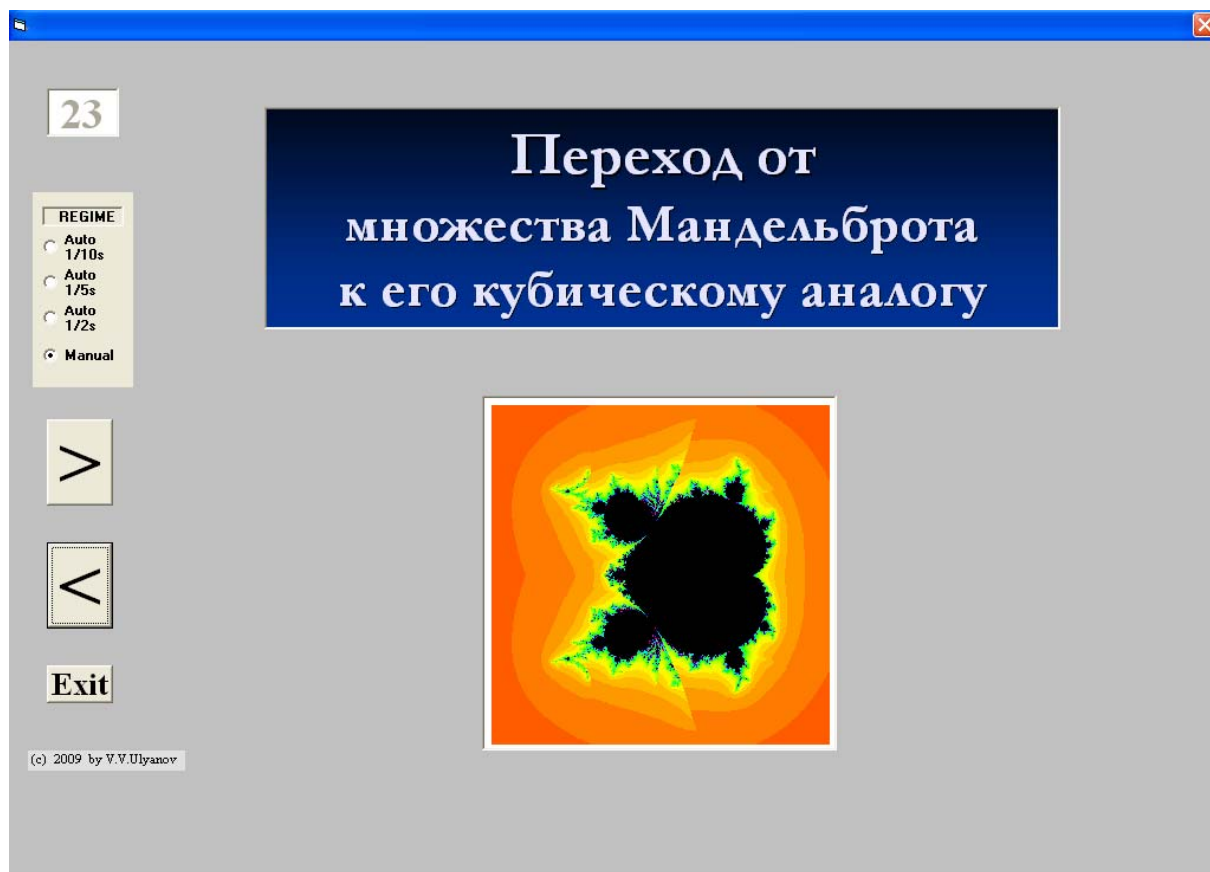 23
Переход от
множества Мандельброта
к его кубическому аналогу
REGIME
Auto
1/10s
Auto
1/5s
Auto
1/2s
Manual
>
<
Exit
(c) 2009 by V.V.Ulyanov